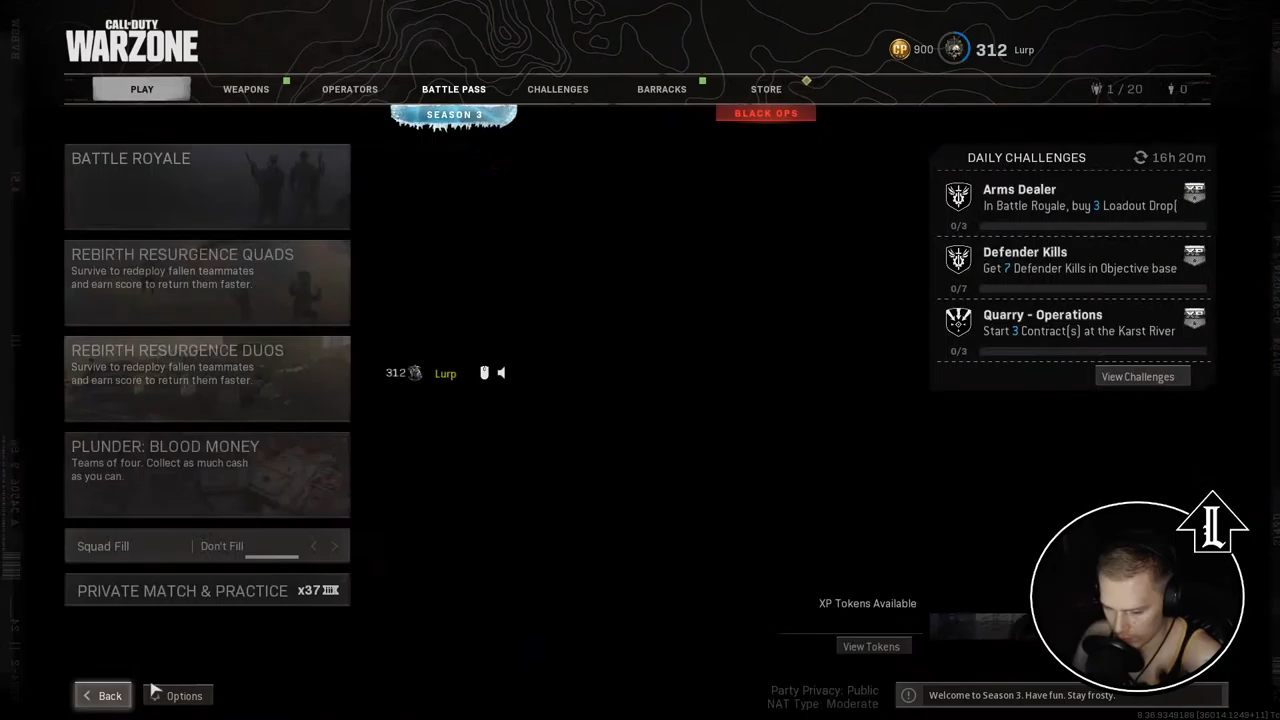 CALL OF DUTY
WARZONE
CP 900 312 Lurp
PLAY WEAPONS OPERATORS BATTLE PASS CHALLENGES BARRACKS STORE 1 / 20 0
SEASON 3 BLACK OPS
BATTLE ROYALE
REBIRTH RESURGENCE QUADS
Survive to redeploy fallen teammates
and earn score to return them faster.
REBIRTH RESURGENCE DUOS
Survive to redeploy fallen teammates
and earn score to return them faster.
PLUNDER: BLOOD MONEY
Teams of four. Collect as much cash
as you can.
Squad Fill Don't Fill
PRIVATE MATCH & PRACTICE x37
Back Options
312 Lurp
DAILY CHALLENGES 16h 20m
Arms Dealer XP
In Battle Royale, buy 3 Loadout Drop(
0/3
Defender Kills XP
Get 7 Defender Kills in Objective base
0/7
Quarry - Operations XP
Start 3 Contract(s) at the Karst River
0/3
View Challenges
XP Tokens Available
View Tokens
L
Party Privacy: Public
NAT Type Moderate
Welcome to Season 3. Have fun. Stay frosty.